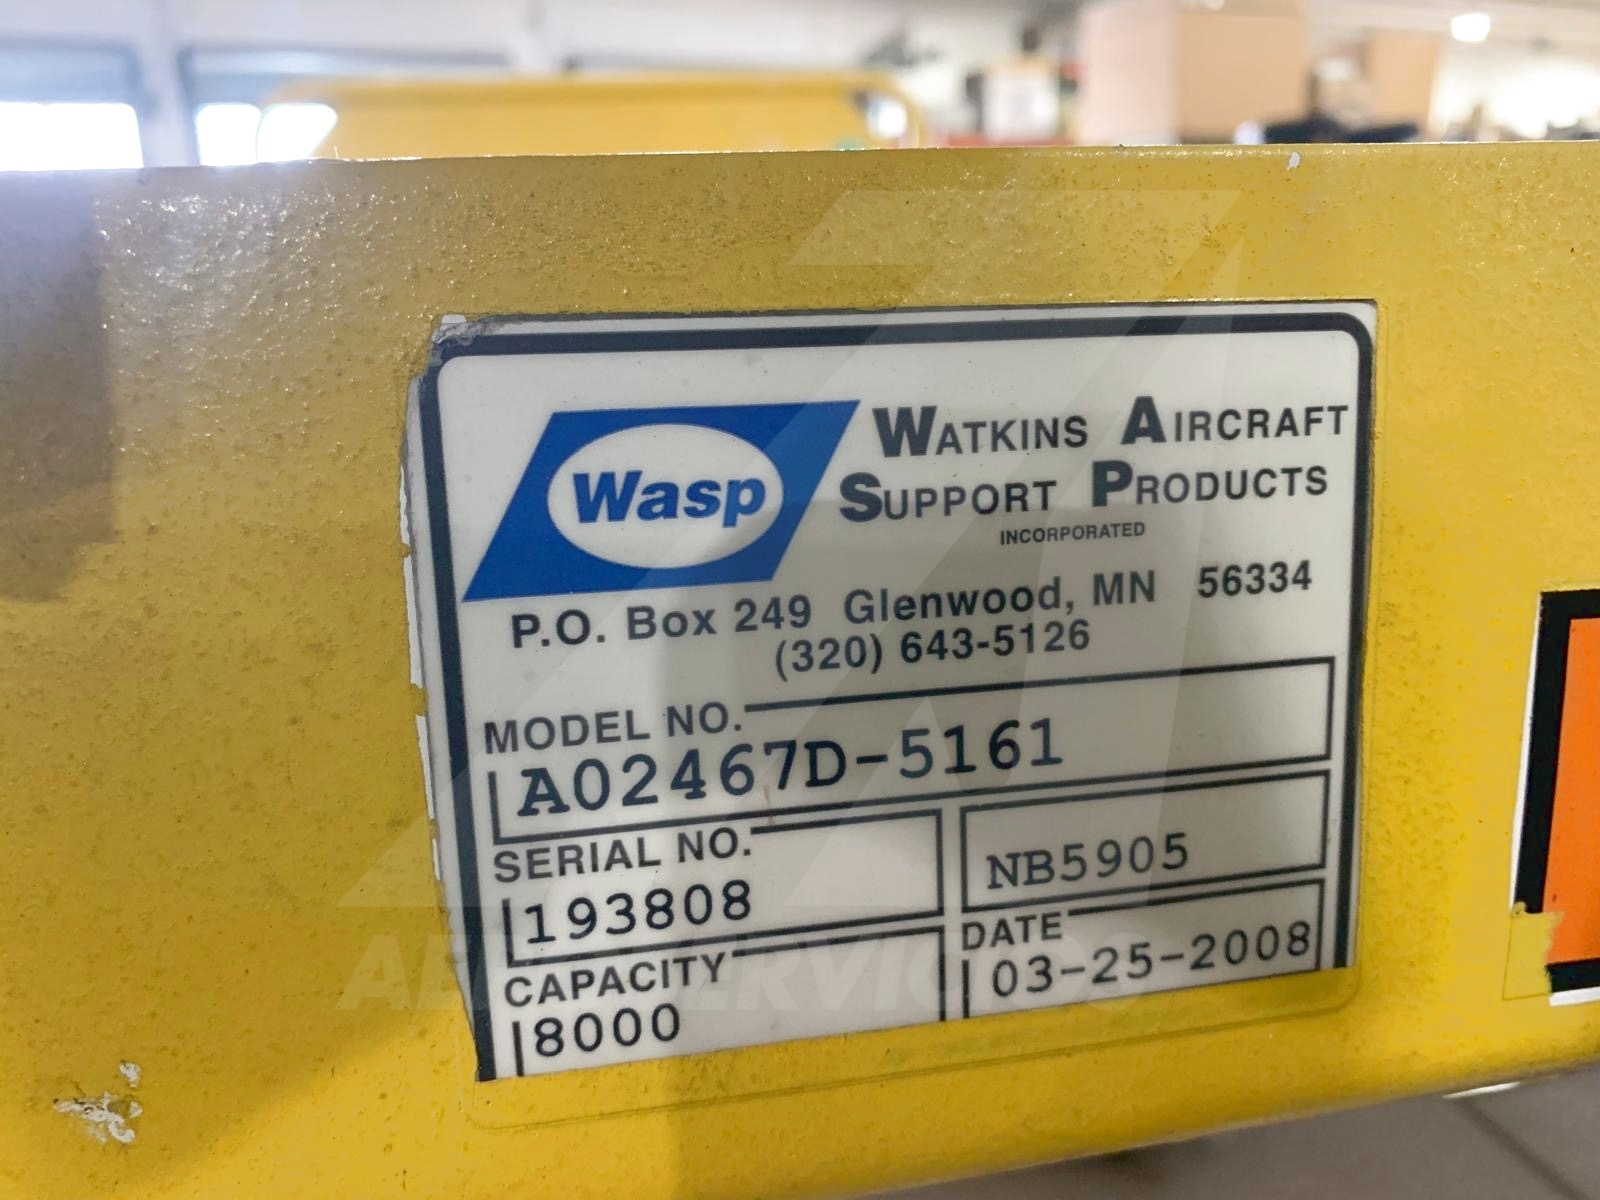 Wasp
WATKINS AIRCRAFT
SUPPORT PRODUCTS
INCORPORATED
P.O. Box 249 Glenwood, MN 56334
(320) 643-5126
MODEL NO.
A02467D-5161
SERIAL NO.
193808
NB5905
CAPACITY
8000
DATE
03-25-2008